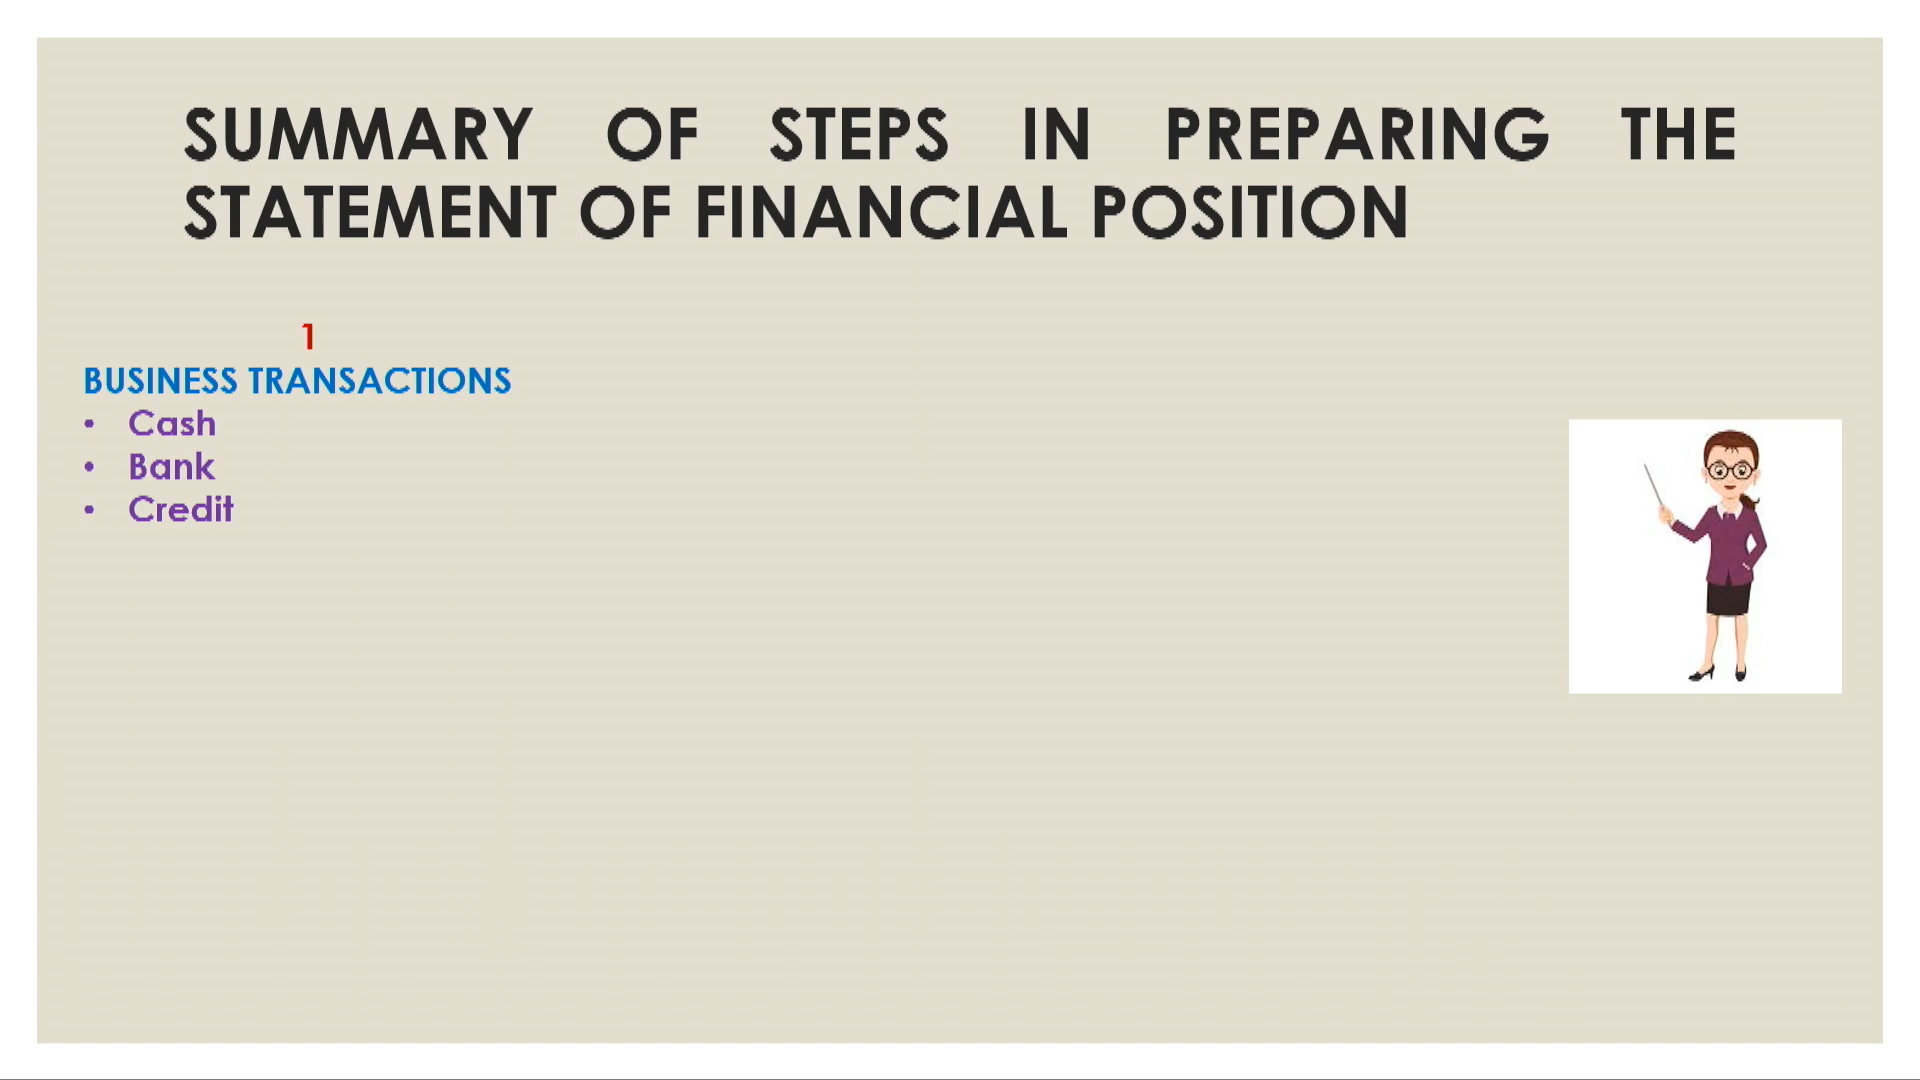 SUMMARY OF STEPS IN PREPARING THE
STATEMENT OF FINANCIAL POSITION
1
BUSINESS TRANSACTIONS
• Cash
• Bank
• Credit